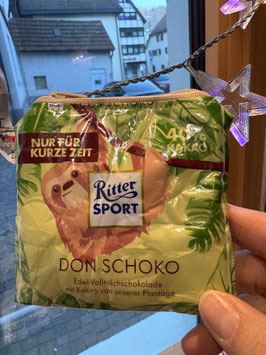 NUR FÜR
KURZE ZEIT
40%
KAKAO
Ritter
SPORT
DON SCHOKO
Edel-Vollmilchschokolade
mit Kakao von unserer Plantage